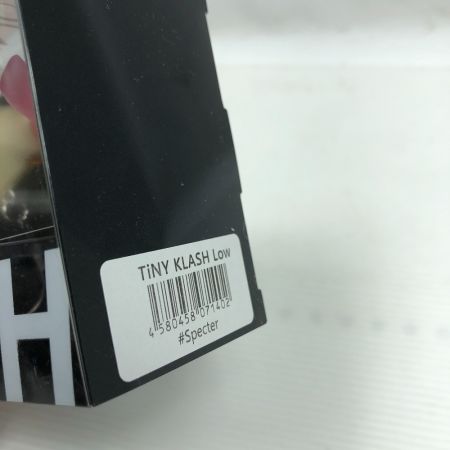 TiNY KLASH Low
4 580458 071402
#Specter
H